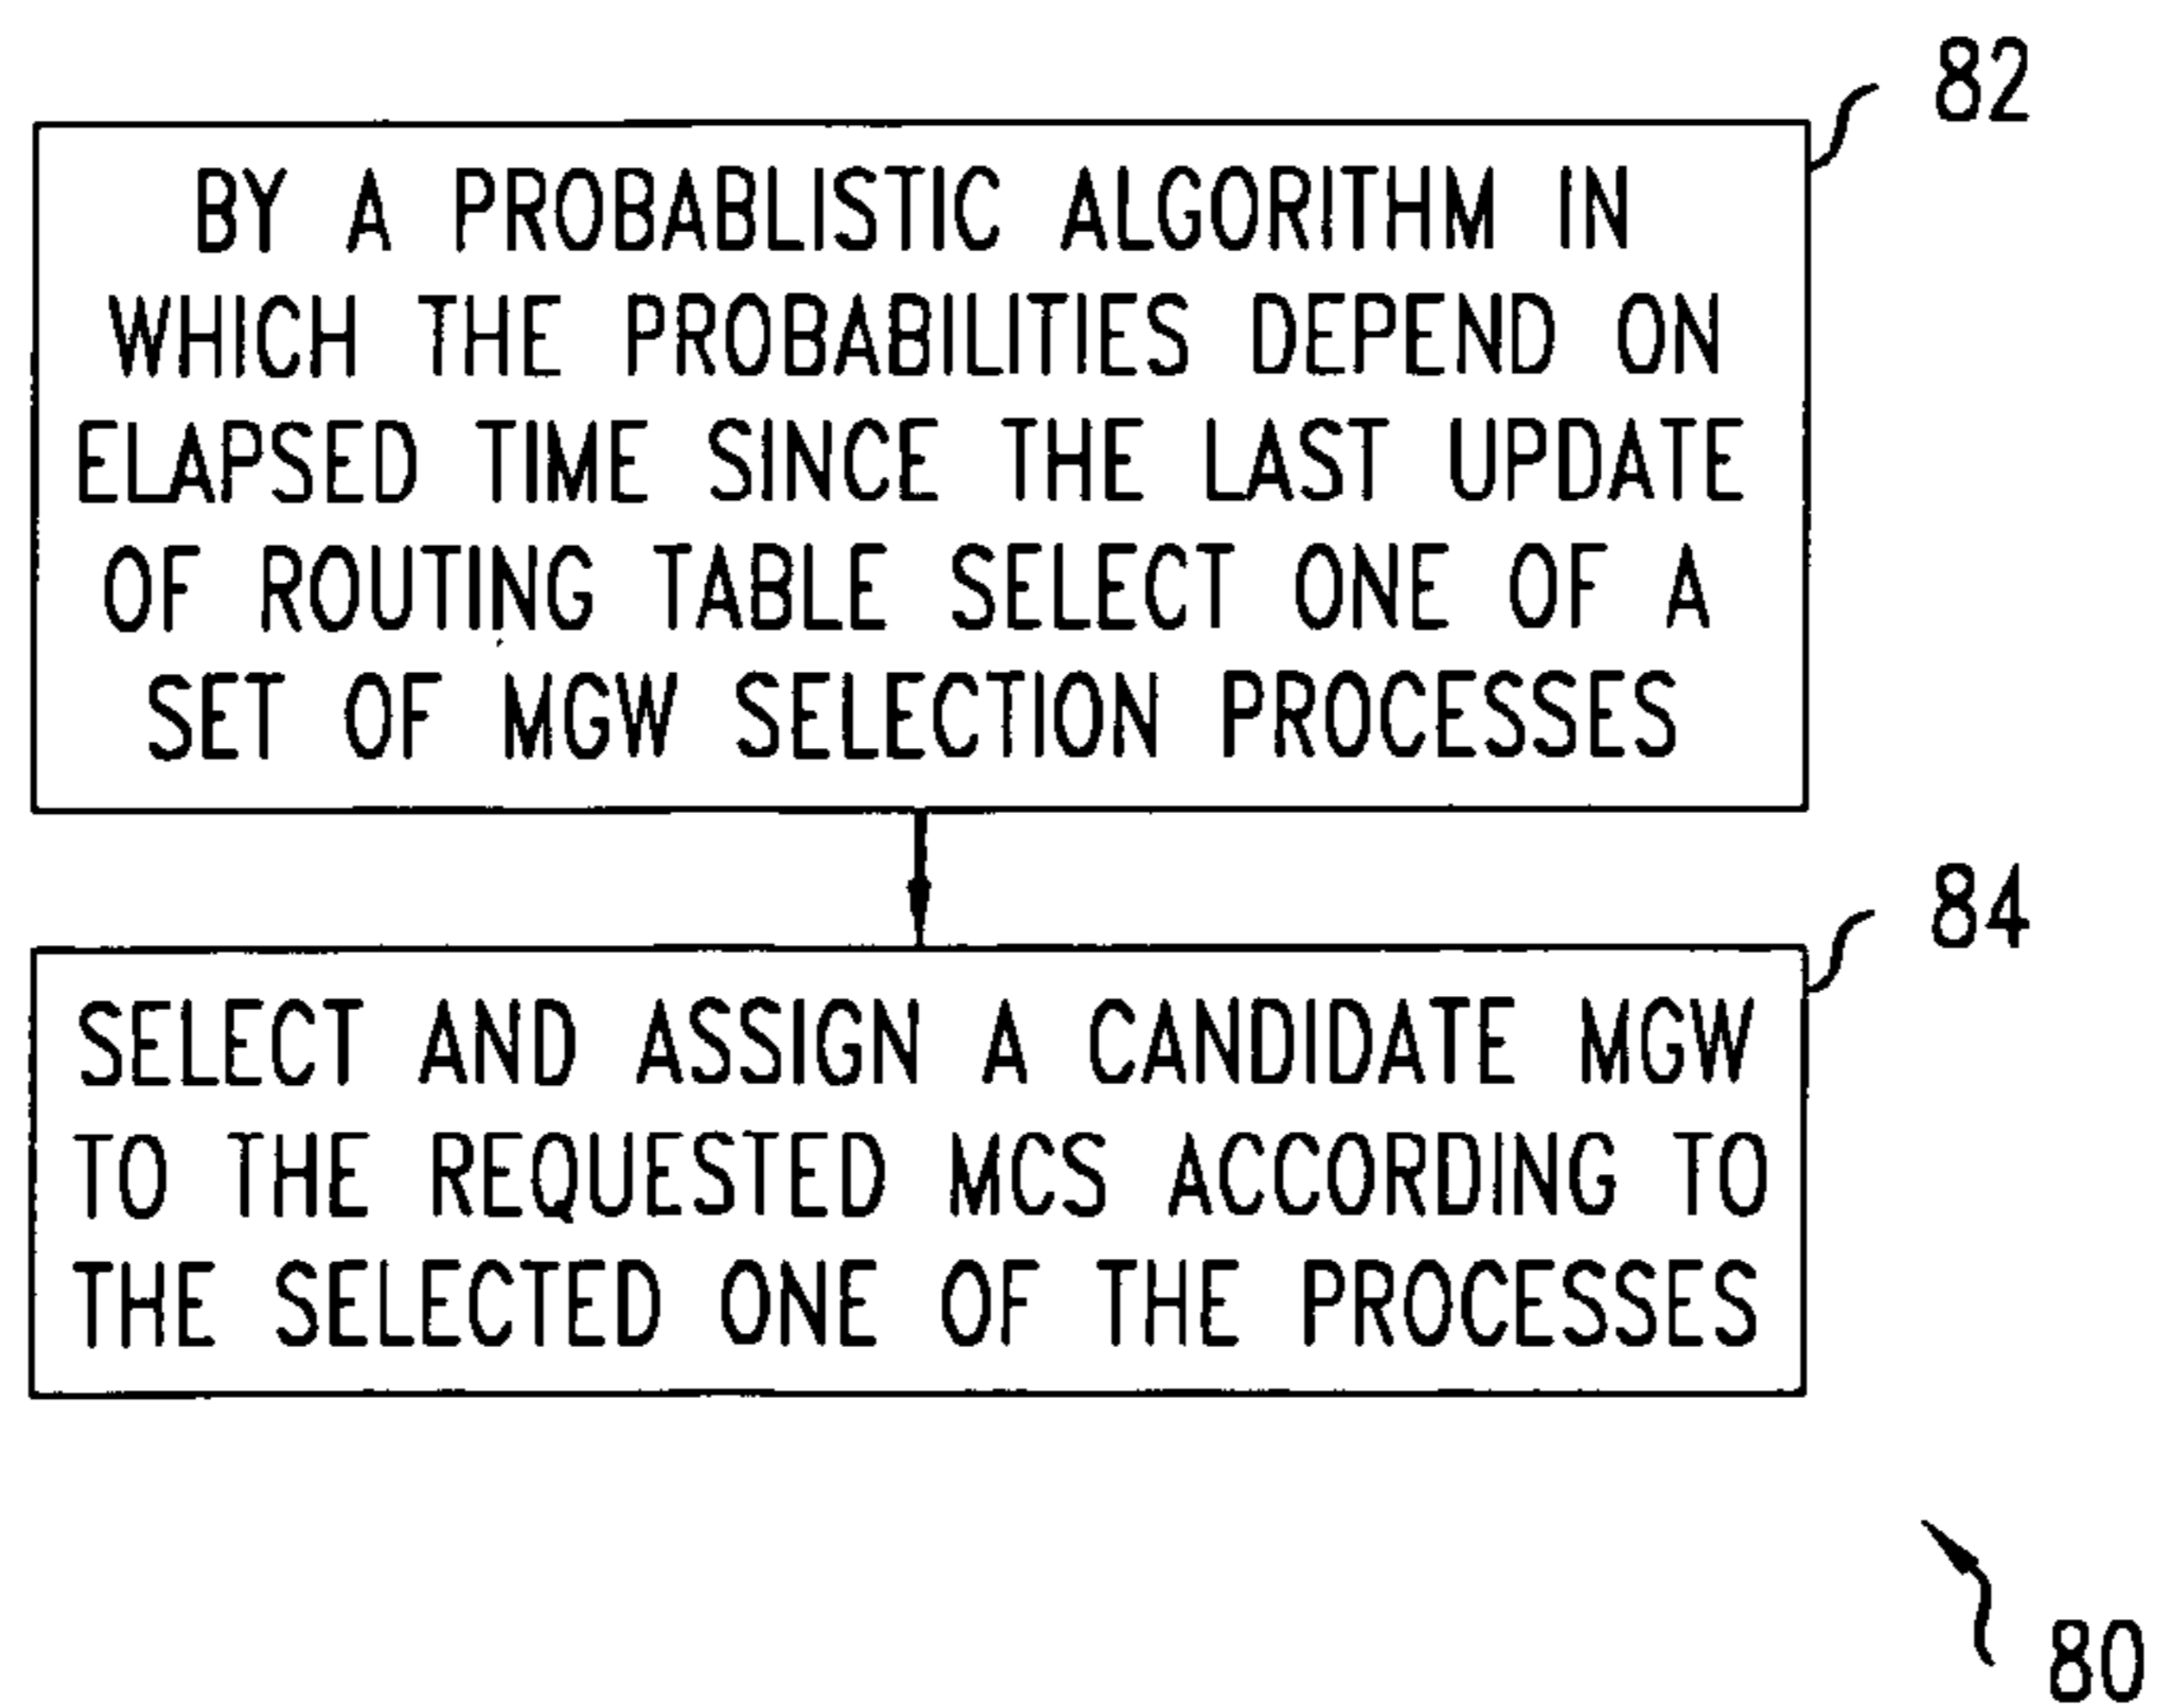 82
BY A PROBABLISTIC ALGORITHM IN
WHICH THE PROBABILITIES DEPEND ON
ELAPSED TIME SINCE THE LAST UPDATE
OF ROUTING TABLE SELECT ONE OF A
SET OF MGW SELECTION PROCESSES
84
SELECT AND ASSIGN A CANDIDATE MGW
TO THE REQUESTED MCS ACCORDING TO
THE SELECTED ONE OF THE PROCESSES
80